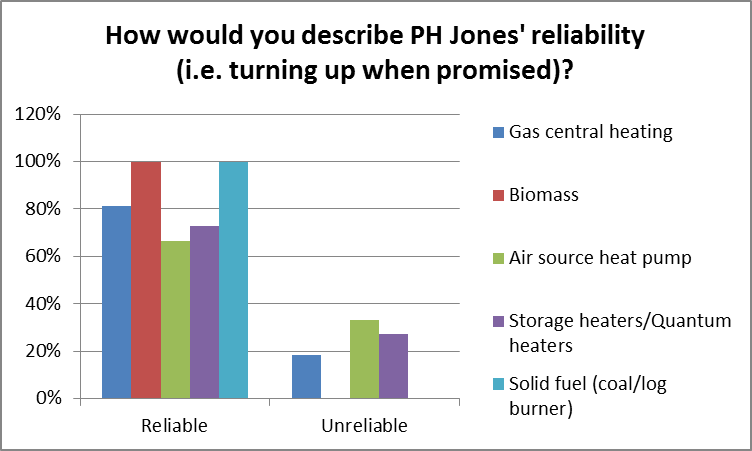 How would you describe PH Jones' reliability
(i.e. turning up when promised)?
120%
100%
80%
60%
40%
20%
0%
Reliable
Unreliable
Gas central heating
Biomass
Air source heat pump
Storage heaters/Quantum
heaters
Solid fuel (coal/log
burner)